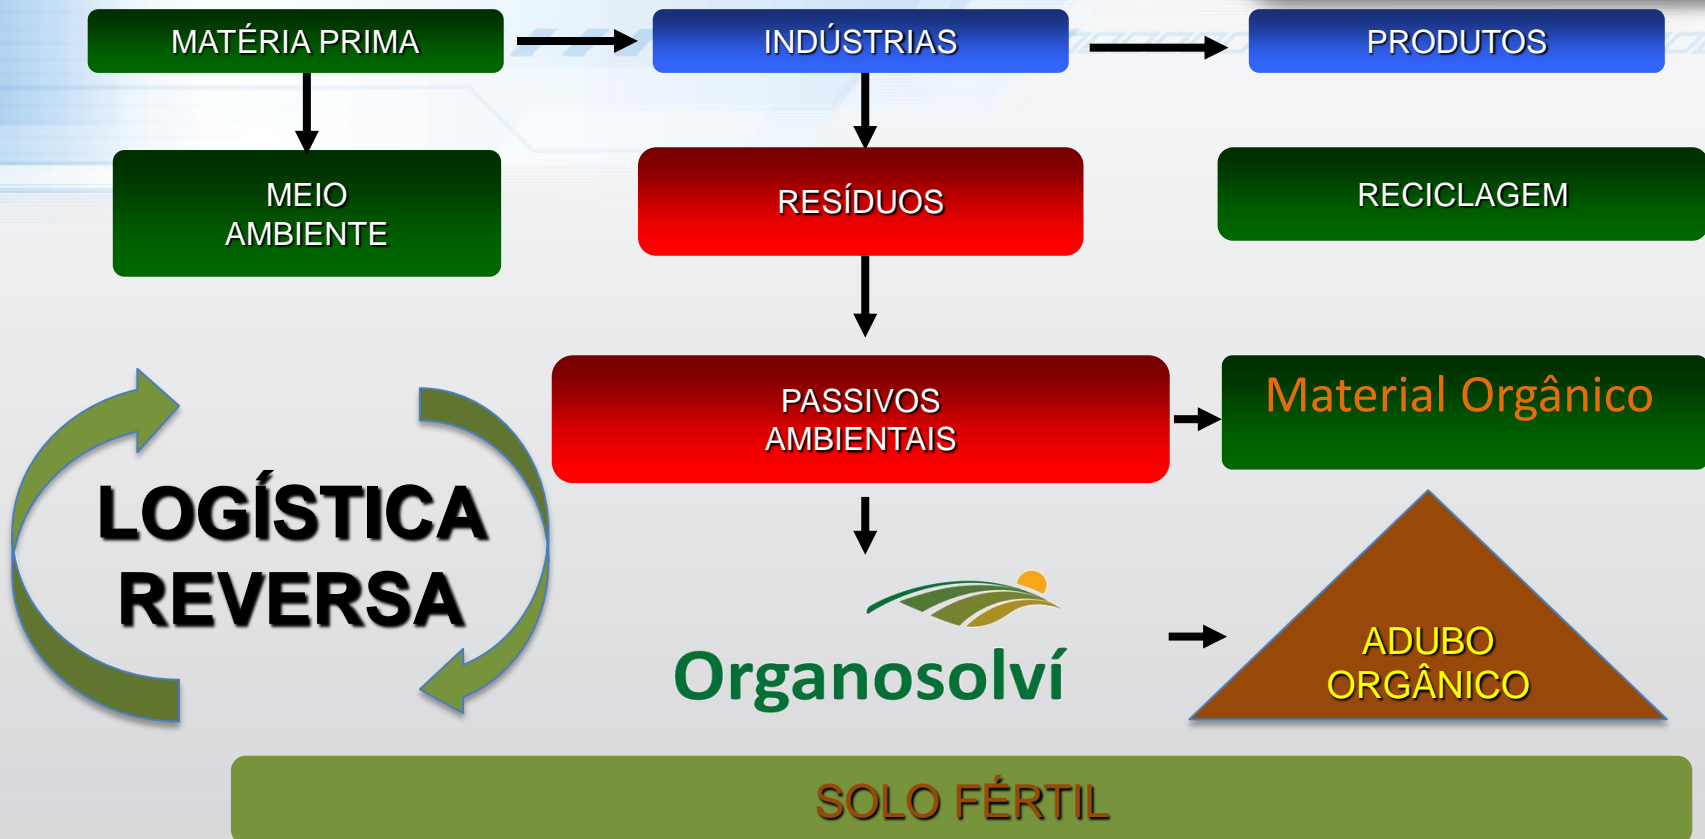 MATÉRIA PRIMA
INDÚSTRIAS
PRODUTOS
MEIO
AMBIENTE
RESÍDUOS
RECICLAGEM
PASSIVOS
AMBIENTAIS
Material Orgânico
LOGÍSTICA
REVERSA
Organosolví
ADUBO
ORGÂNICO
SOLO FÉRTIL